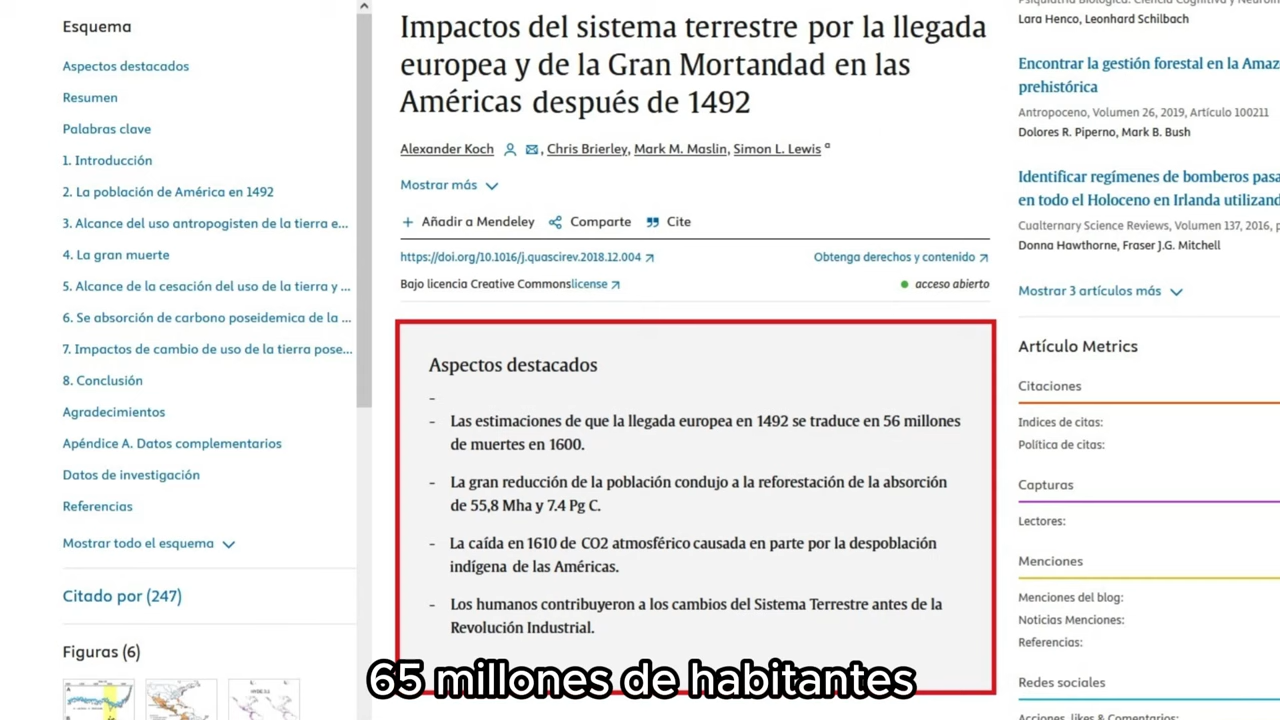 Esquema
Aspectos destacados
Resumen
Palabras clave
1. Introducción
2. La población de América en 1492
3. Alcance del uso antropogisten de la tierra e...
4. La gran muerte
5. Alcance de la cesación del uso de la tierra y ...
6. Se absorción de carbono poseidemica de la ...
7. Impactos de cambio de uso de la tierra pose...
8. Conclusión
Agradecimientos
Apéndice A. Datos complementarios
Datos de investigación
Referencias
Mostrar todo el esquema
Citado por (247)
Figuras (6)
Impactos del sistema terrestre por la llegada
europea y de la Gran Mortandad en las
Américas después de 1492
Alexander Koch, Chris Brierley, Mark M. Maslin, Simon L. Lewis a
Mostrar más
+ Añadir a Mendeley Comparte Cite
https://doi.org/10.1016/j.quascirev.2018.12.004 Obtenga derechos y contenido
Bajo licencia Creative Commonslicense acceso abierto
Aspectos destacados
-
- Las estimaciones de que la llegada europea en 1492 se traduce en 56 millones
de muertes en 1600.
- La gran reducción de la población condujo a la reforestación de la absorción
de 55,8 Mha y 7.4 Pg C.
- La caída en 1610 de CO2 atmosférico causada en parte por la despoblación
indígena de las Américas.
- Los humanos contribuyeron a los cambios del Sistema Terrestre antes de la
Revolución Industrial.
65 millones de habitantes
Lara Henco, Leonhard Schilbach
Encontrar la gestión forestal en la Amaz
prehistórica
Antropoceno, Volumen 26, 2019, Artículo 100211
Dolores R. Piperno, Mark B. Bush
Identificar regímenes de bomberos pasa
en todo el Holoceno en Irlanda utilizand
Cualternary Science Reviews, Volumen 137, 2016, p
Donna Hawthorne, Fraser J.G. Mitchell
Mostrar 3 artículos más
Artículo Metrics
Citaciones
Indices de citas:
Política de citas:
Capturas
Lectores:
Menciones
Menciones del blog:
Noticias Menciones:
Referencias:
Redes sociales
Acciones, likes & Comentarios: